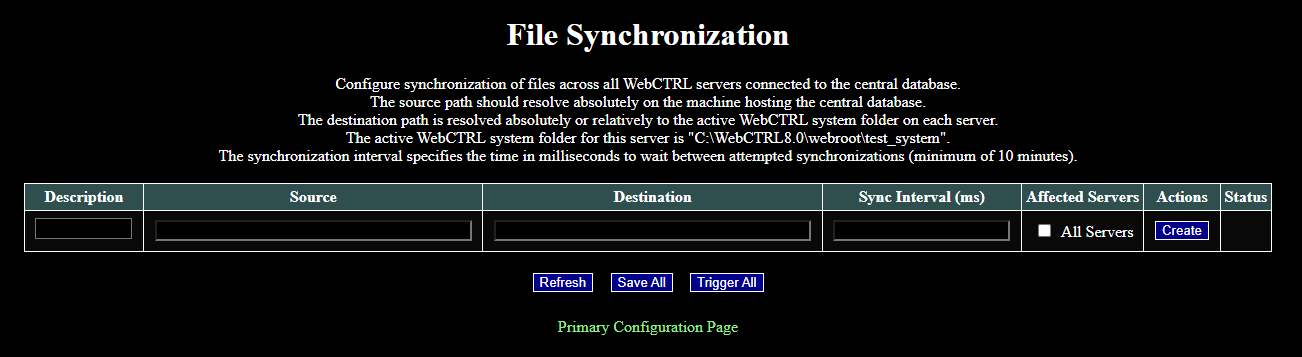 File Synchronization
Configure synchronization of files across all WebCTRL servers connected to the central database.
The source path should resolve absolutely on the machine hosting the central database.
The destination path is resolved absolutely or relatively to the active WebCTRL system folder on each server.
The active WebCTRL system folder for this server is "C:\WebCTRL8.0\webroot\test_system".
The synchronization interval specifies the time in milliseconds to wait between attempted synchronizations (minimum of 10 minutes).
Description Source Destination Sync Interval (ms) Affected Servers Actions Status
All Servers Create
Refresh Save All Trigger All
Primary Configuration Page